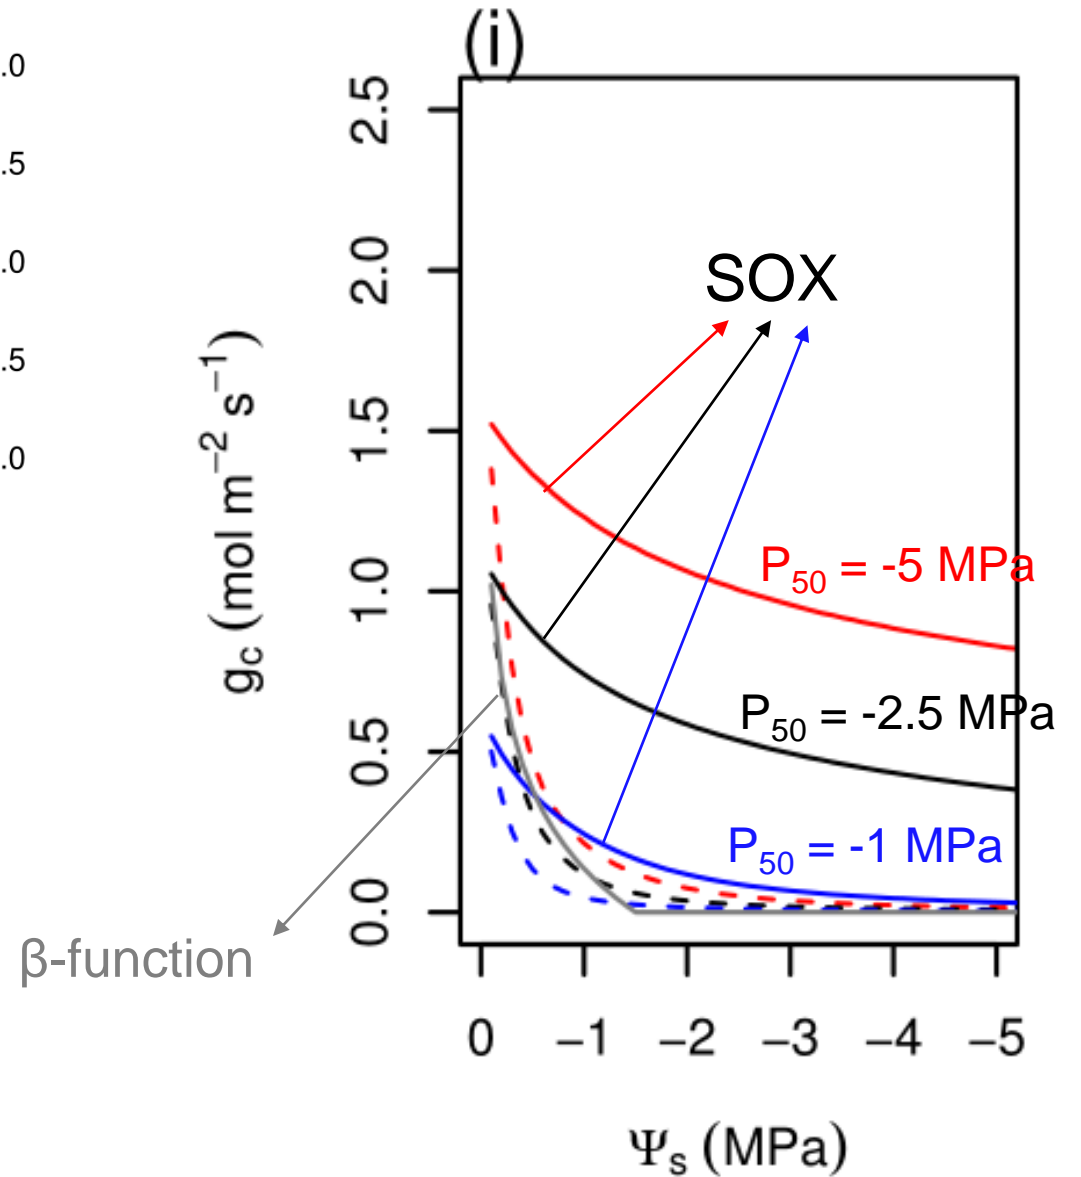 (i)
.0
.5
.0
.5
.0
2.5
2.0
1.5
1.0
0.5
0.0
g_c (mol m⁻² s⁻¹)
SOX
P₅₀ = -5 MPa
P₅₀ = -2.5 MPa
P₅₀ = -1 MPa
β-function
0 −1 −2 −3 −4 −5
Ψₛ (MPa)